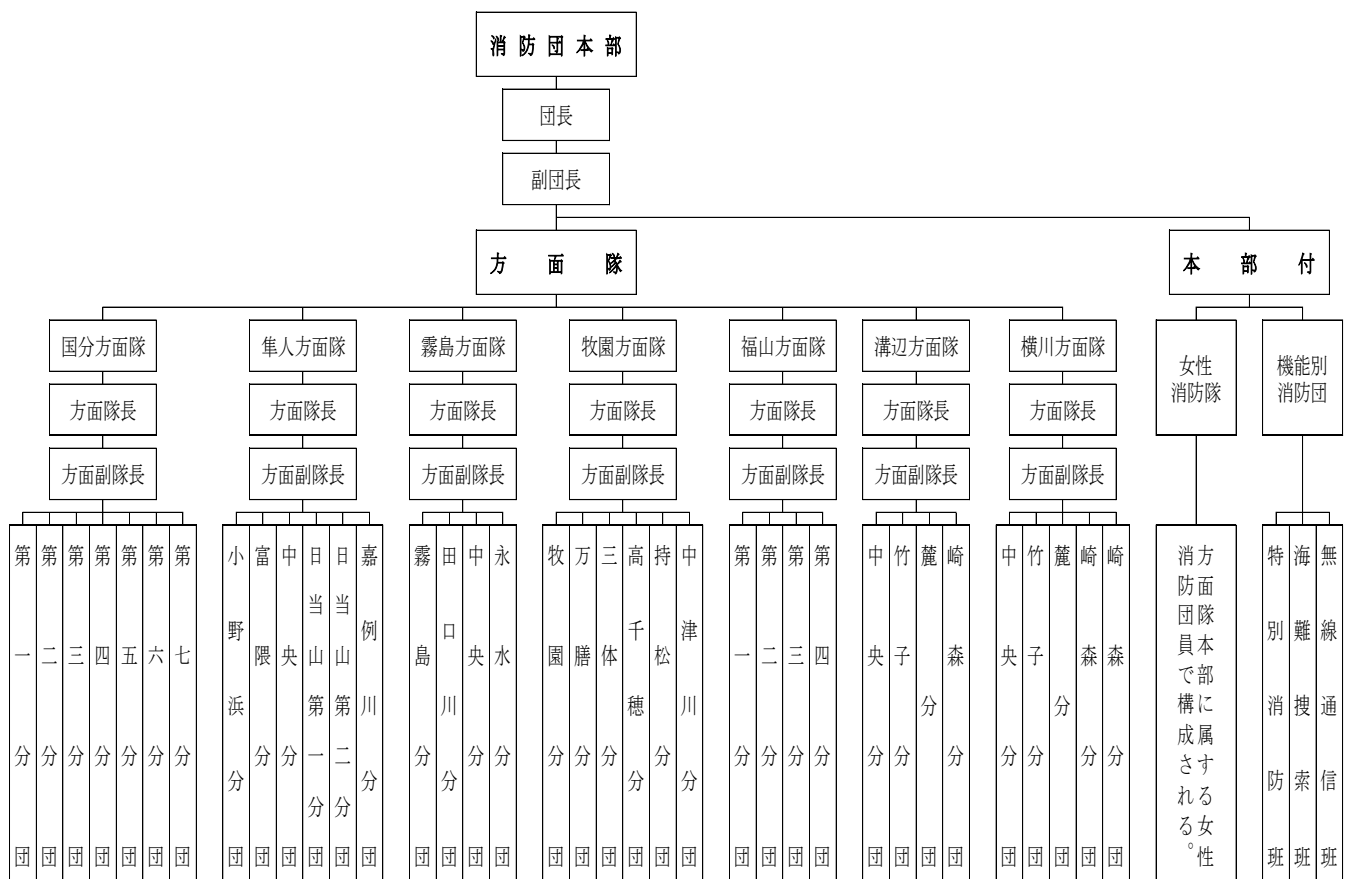 消防団本部
団長
副団長
方面隊
本部付
国分方面隊
隼人方面隊
霧島方面隊
牧園方面隊
福山方面隊
溝辺方面隊
横川方面隊
女性
消防隊
機能別
消防団
方面隊長
方面隊長
方面隊長
方面隊長
方面隊長
方面隊長
方面隊長
方面副隊長
方面副隊長
方面副隊長
方面副隊長
方面副隊長
方面副隊長
方面副隊長
第一分団
第二分団
第三分団
第四分団
第五分団
第六分団
第七分団
小野浜分団
富隈分団
中央分団
日当山第一分団
日当山第二分団
嘉例川分団
霧島分団
田口川分団
中央分団
永水分団
牧園分団
万膳分団
三体分団
高千穂分団
持松分団
中津川分団
第一分団
第二分団
第三分団
第四分団
中央分団
竹子分団
麓分団
崎森分団
中央分団
竹子分団
麓分団
崎森分団
崎森分団
方面隊本部に属する女性
消防団員で構成される。
特別消防班
海難捜索班
無線通信班